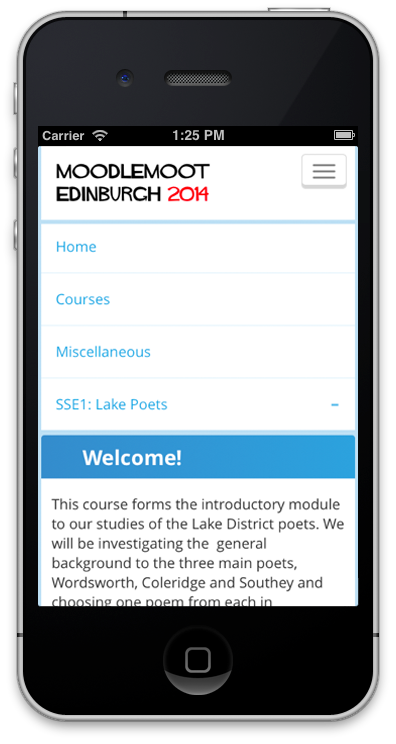 Carrier 1:25 PM
MOODLEMOOT
EDINBURGH 2014
Home
Courses
Miscellaneous
SSE1: Lake Poets –
Welcome!
This course forms the introductory module
to our studies of the Lake District poets. We
will be investigating the general
background to the three main poets,
Wordsworth, Coleridge and Southey and
choosing one poem from each in